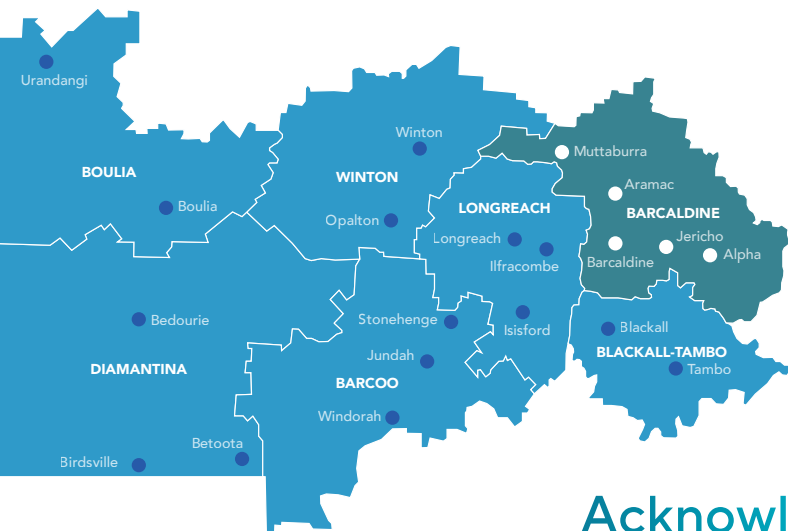 Urandangi
BOULIA
Boulia
Winton
WINTON
Opalton
Muttaburra
Aramac
BARCALDINE
Jericho
Barcaldine
Alpha
LONGREACH
Longreach
Ilfracombe
Isisford
Bedourie
DIAMANTINA
Birdsville
Betoota
Stonehenge
Jundah
BARCOO
Windorah
Blackall
BLACKALL-TAMBO
Tambo
Acknowl